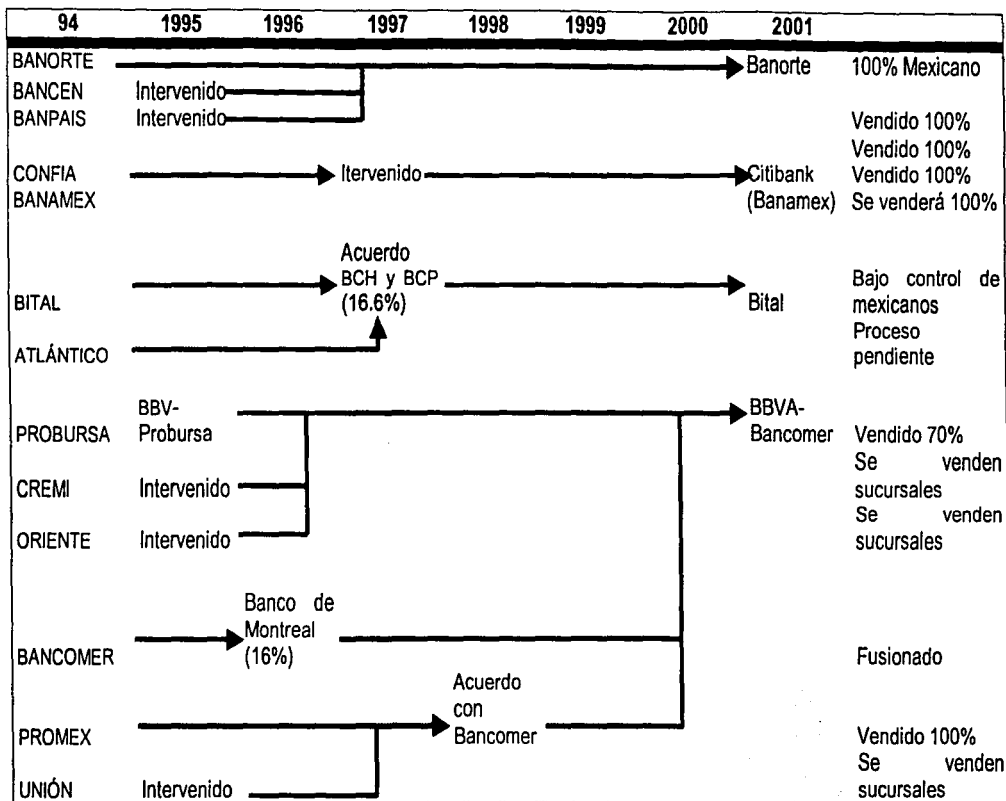 94 1995 1996 1997 1998 1999 2000 2001
BANORTE Banorte 100% Mexicano
BANCEN Intervenido
BANPAIS Intervenido Vendido 100%
Vendido 100%
CONFIA Itervenido Citibank Vendido 100%
BANAMEX (Banamex) Se venderá 100%
Acuerdo
BCH y BCP Bajo control de
BITAL (16.6%) Bital mexicanos
Proceso
ATLÁNTICO pendiente
BBV- BBVA-
PROBURSA Probursa Bancomer Vendido 70%
Se venden
CREMI Intervenido sucursales
Se venden
ORIENTE Intervenido sucursales
Banco de
Montreal
BANCOMER (16%) Fusionado
Acuerdo
con
PROMEX Bancomer Vendido 100%
Se venden
UNIÓN Intervenido sucursales